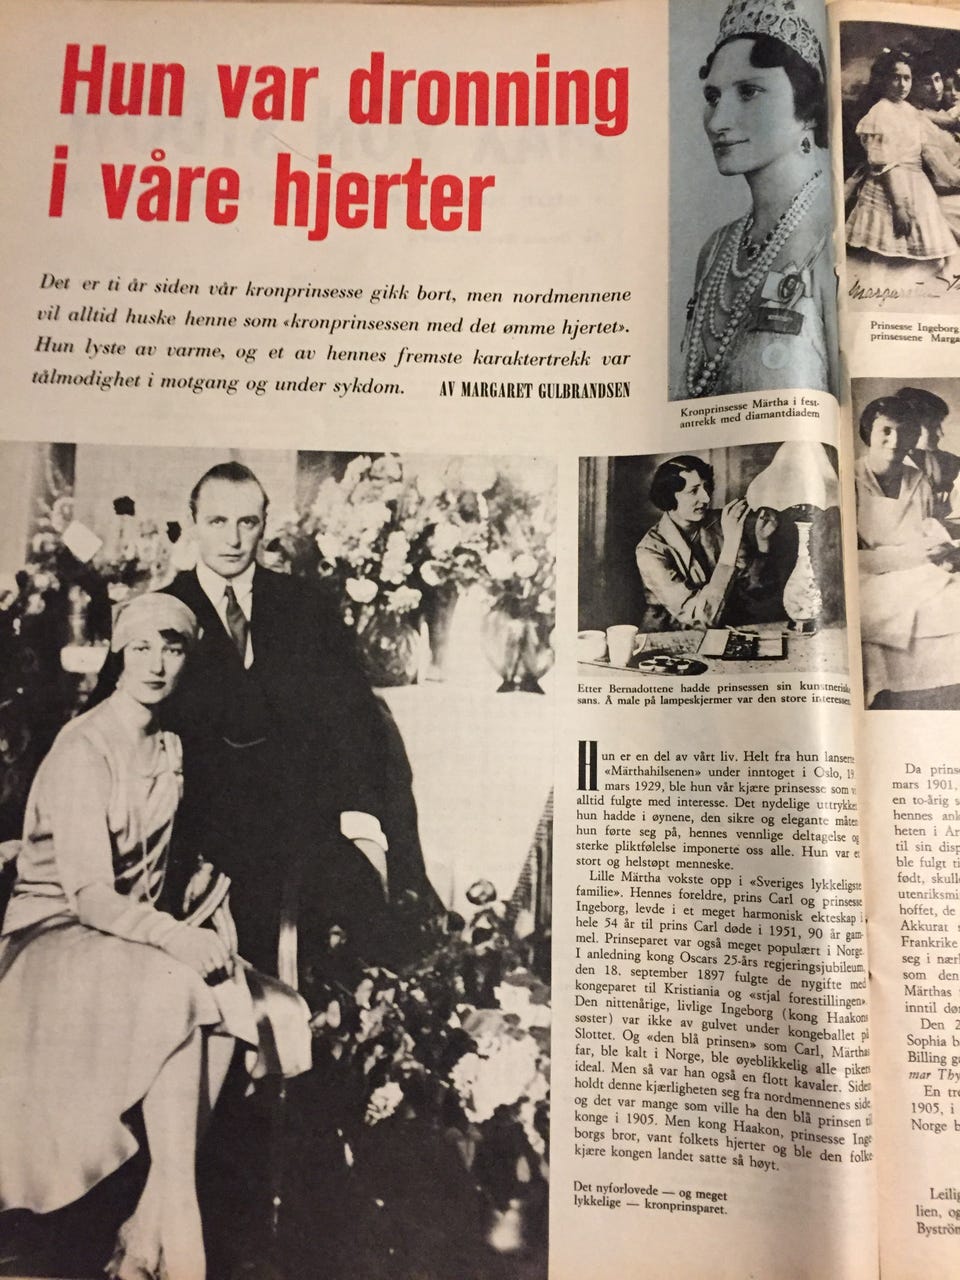 Hun var dronning
i våre hjerter
Det er ti år siden vår kronprinsesse gikk bort, men nordmennene
vil alltid huske henne som «kronprinsessen med det ømme hjertet».
Hun lyste av varme, og et av hennes fremste karaktertrekk var
tålmodighet i motgang og under sykdom. AV MARGARET GULBRANDSEN
Kronprinsesse Märtha i fest-
antrekk med diamantdiadem
Etter Bernadottene hadde prinsessen sin kunstneriske
sans. Å male på lampeskjermer var den store interessen
Hun er en del av vårt liv. Helt fra hun lanserte
«Märthahilsenen» under inntoget i Oslo, 19.
mars 1929, ble hun vår kjære prinsesse som vi
alltid fulgte med interesse. Det nydelige uttrykket
hun hadde i øynene, den sikre og elegante måten
hun førte seg på, hennes vennlige deltagelse og
sterke pliktfølelse imponerte oss alle. Hun var et
stort og helstøpt menneske.
Lille Märtha vokste opp i «Sveriges lykkeligste
familie». Hennes foreldre, prins Carl og prinsesse
Ingeborg, levde i et meget harmonisk ekteskap i
hele 54 år til prins Carl døde i 1951, 90 år gam-
mel. Prinseparet var også meget populært i Norge.
I anledning kong Oscars 25-års regjeringsjubileum,
den 18. september 1897 fulgte de nygifte med
kongeparet til Kristiania og «stjal forestillingen».
Den nittenårige, livlige Ingeborg (kong Haakons
søster) var ikke av gulvet under kongeballet på
Slottet. Og «den blå prinsen» som Carl, Märthas
far, ble kalt i Norge, ble øyeblikkelig alle pikers
ideal. Men så var han også en flott kavaler. Siden
holdt denne kjærligheten seg fra nordmennenes side,
og det var mange som ville ha den blå prinsen til
konge i 1905. Men kong Haakon, prinsesse Inge
borgs bror, vant folkets hjerter og ble den folke
kjære kongen landet satte så høyt.
Det nyforlovede — og meget
lykkelige — kronprinsparet.
Margaretha
Prinsesse Ingeborg
prinsessene Marga
Da prins
mars 1901,
en to-årig s
hennes ank
heten i Ar
til sin disp
ble fulgt ti
født, skull
utenriksmi
hoffet, de
Akkurat s
Frankrike
seg i nær
som den
Märthas
inntil dø
Den 2
Sophia b
Billing g
mar Thy
En tre
1905, i
Norge b
Leilig
lien, og
Byström